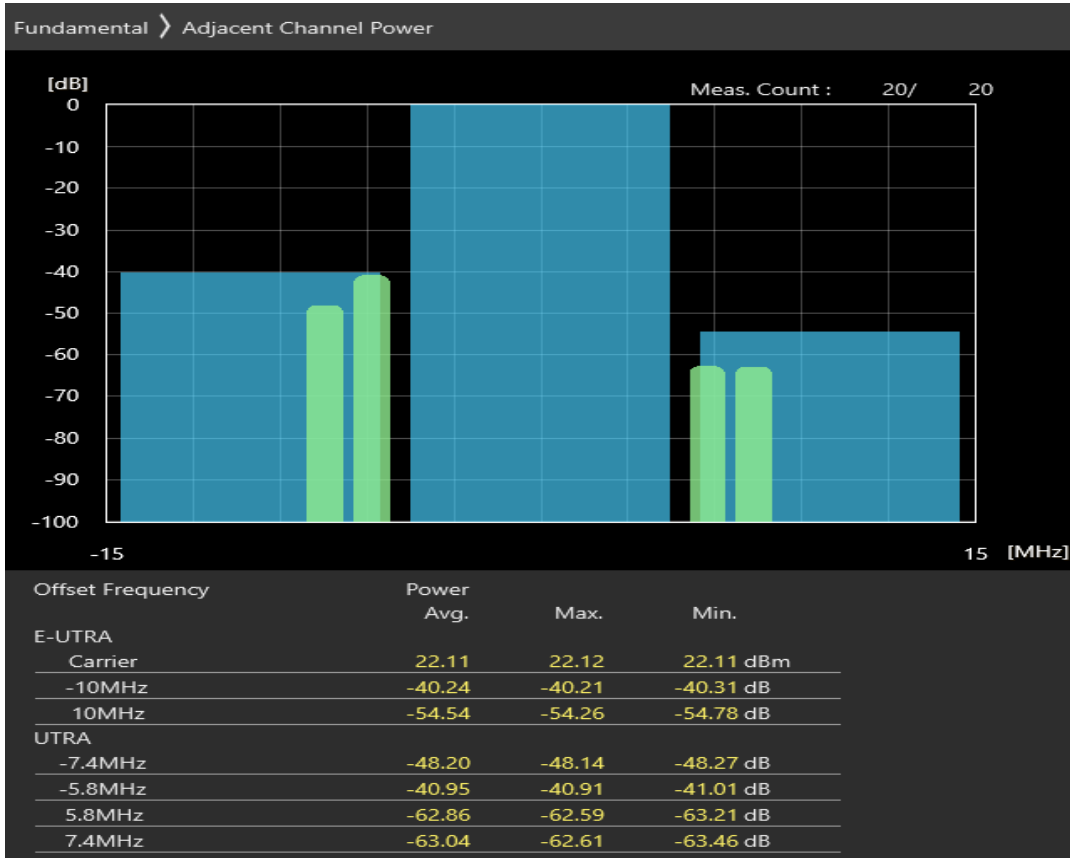 Fundamental 〉 Adjacent Channel Power
[dB]
Meas. Count : 20/ 20
0
-10
-20
-30
-40
-50
-60
-70
-80
-90
-100
-15 15 [MHz]
Offset Frequency Power
Avg. Max. Min.
E-UTRA
Carrier 22.11 22.12 22.11 dBm
-10MHz -40.24 -40.21 -40.31 dB
10MHz -54.54 -54.26 -54.78 dB
UTRA
-7.4MHz -48.20 -48.14 -48.27 dB
-5.8MHz -40.95 -40.91 -41.01 dB
5.8MHz -62.86 -62.59 -63.21 dB
7.4MHz -63.04 -62.61 -63.46 dB